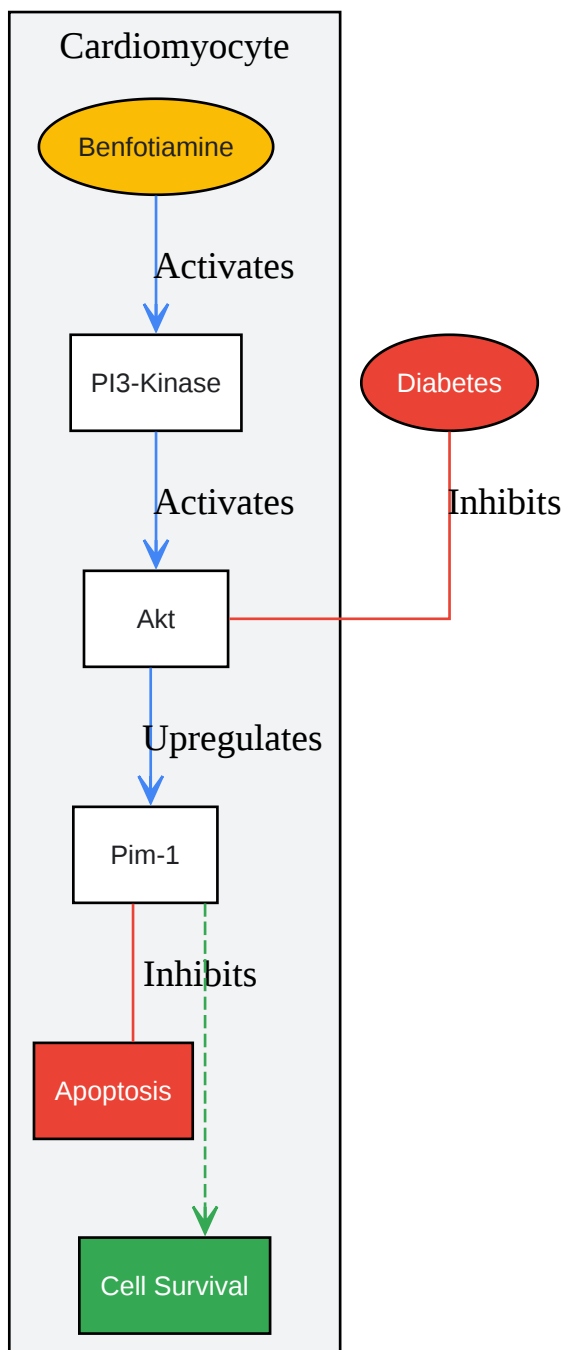 Cardiomyocyte
Benfotiamine
Activates
PI3-Kinase
Diabetes
Activates
Inhibits
Akt
Upregulates
Pim-1
Inhibits
Apoptosis
Cell Survival